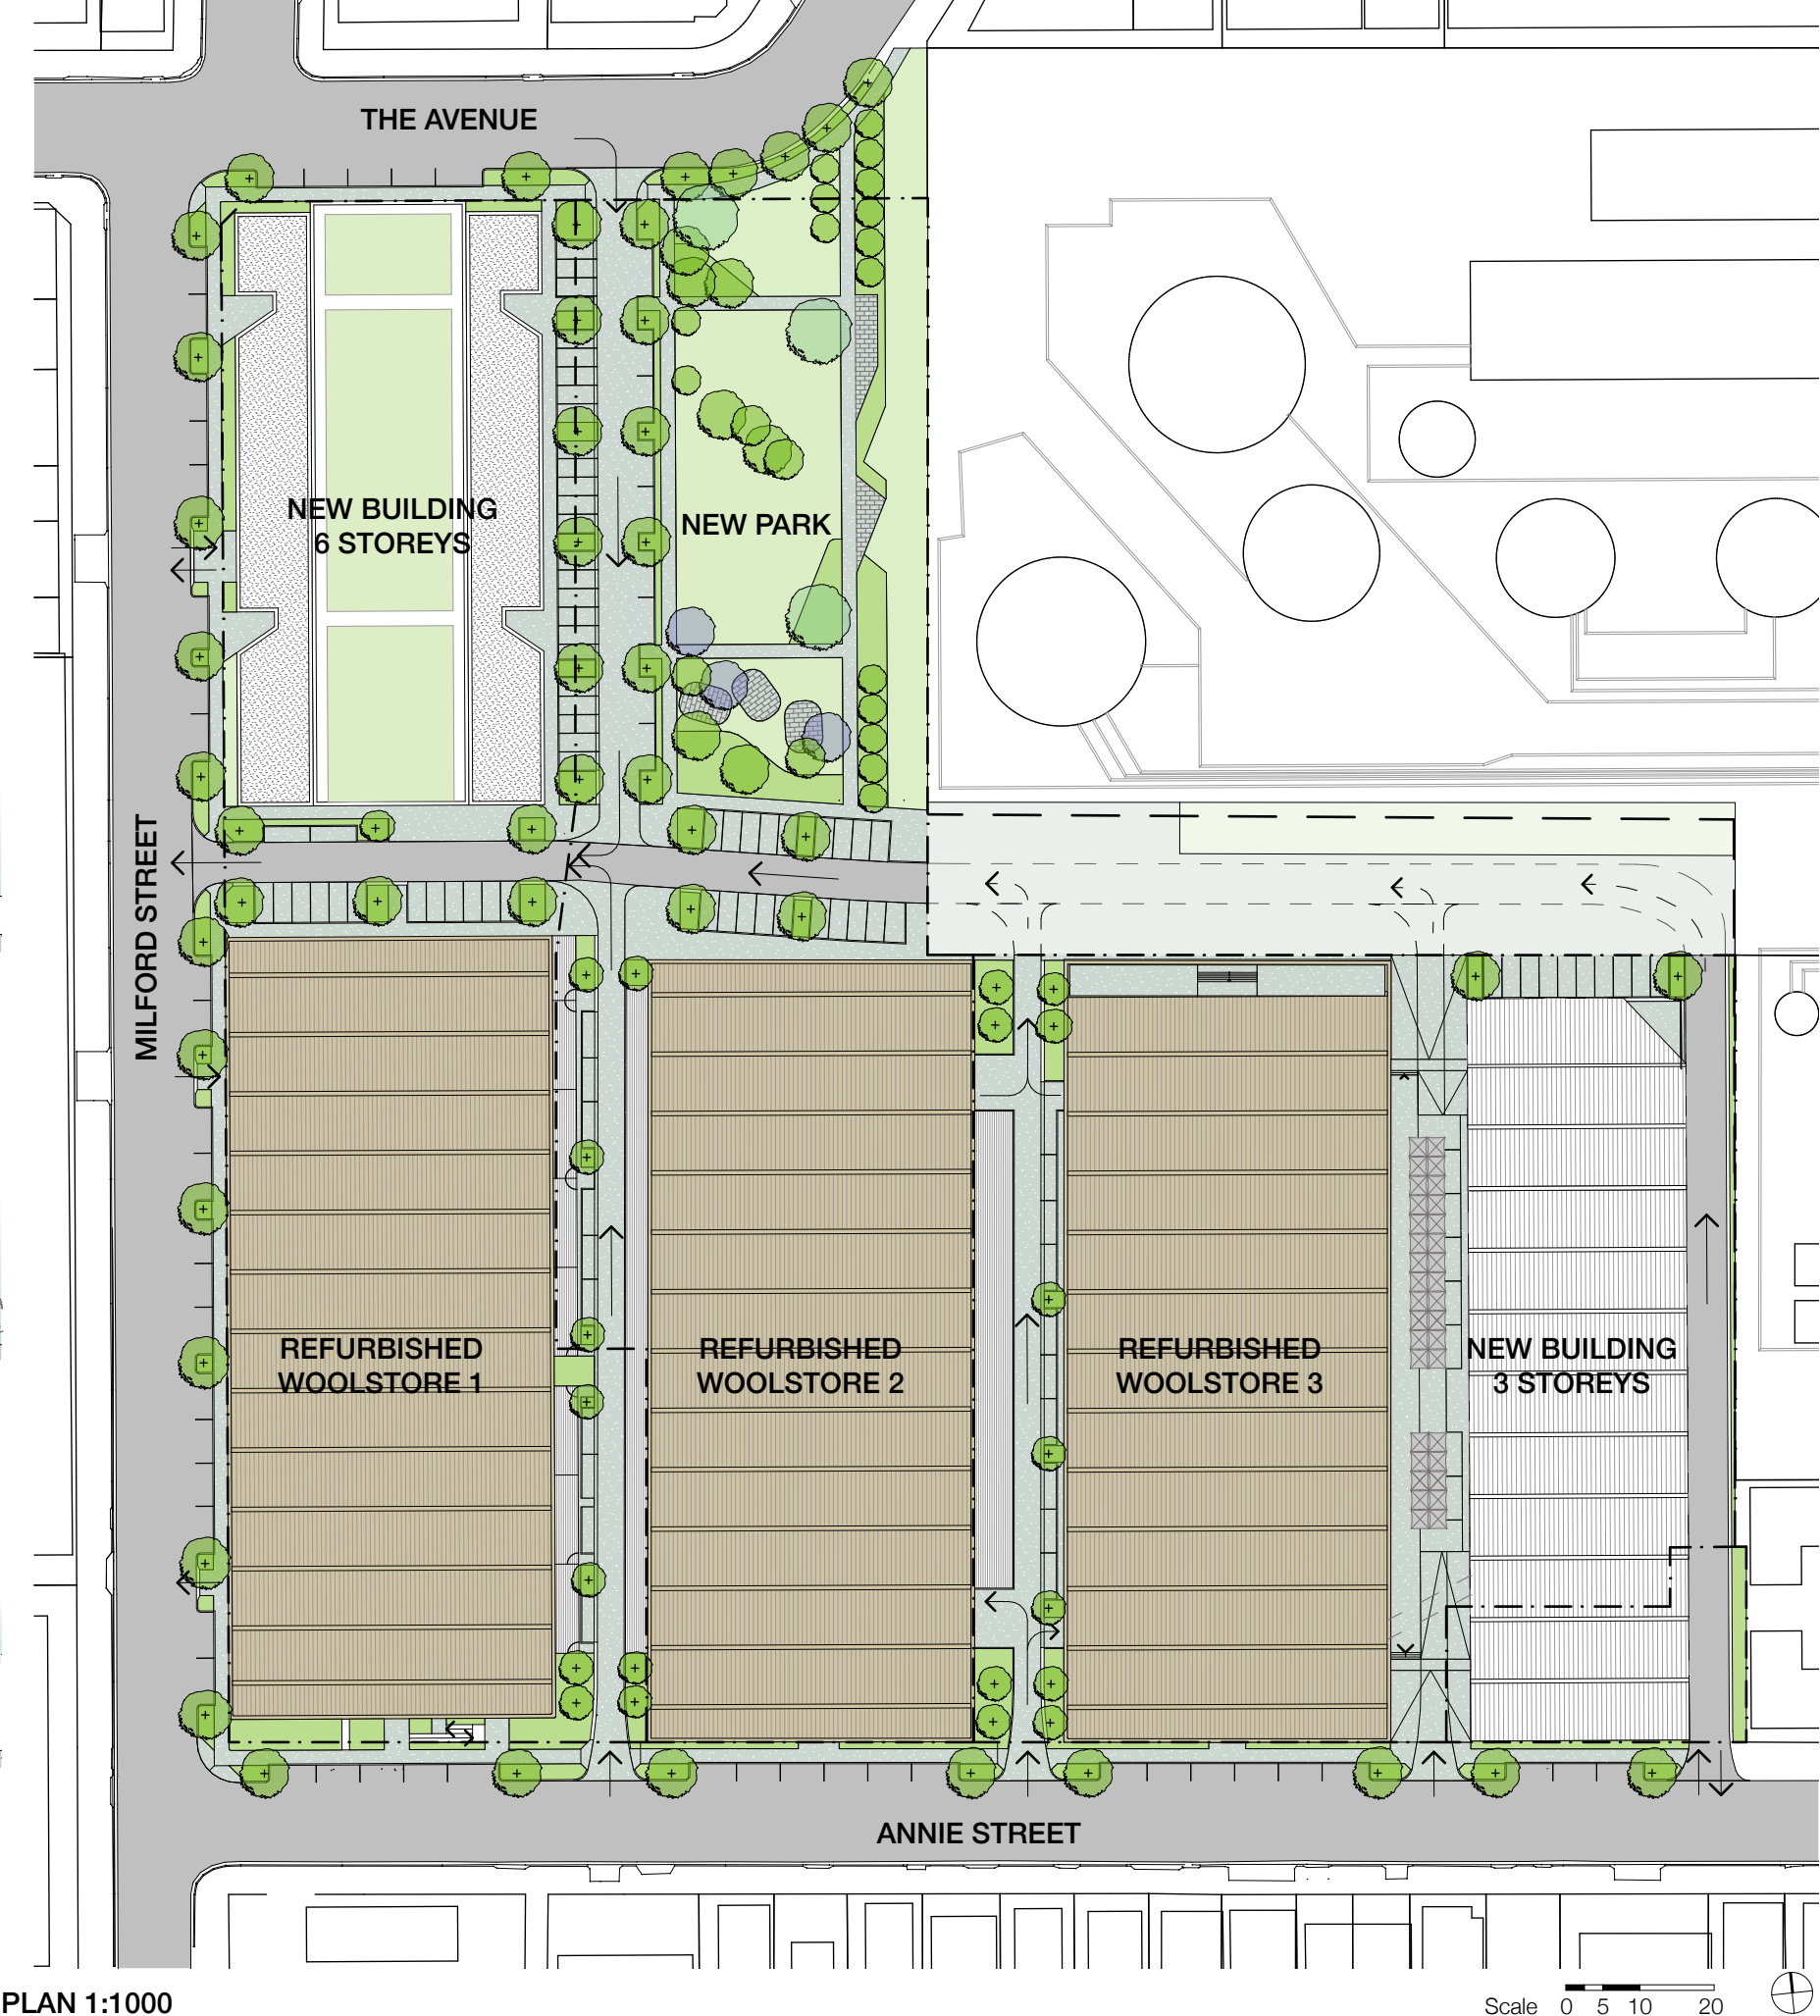 THE AVENUE
NEW BUILDING
6 STOREYS
NEW PARK
MILFORD STREET
REFURBISHED
WOOLSTORE 1
REFURBISHED
WOOLSTORE 2
REFURBISHED
WOOLSTORE 3
NEW BUILDING
3 STOREYS
ANNIE STREET
PLAN 1:1000
Scale 0 5 10 20